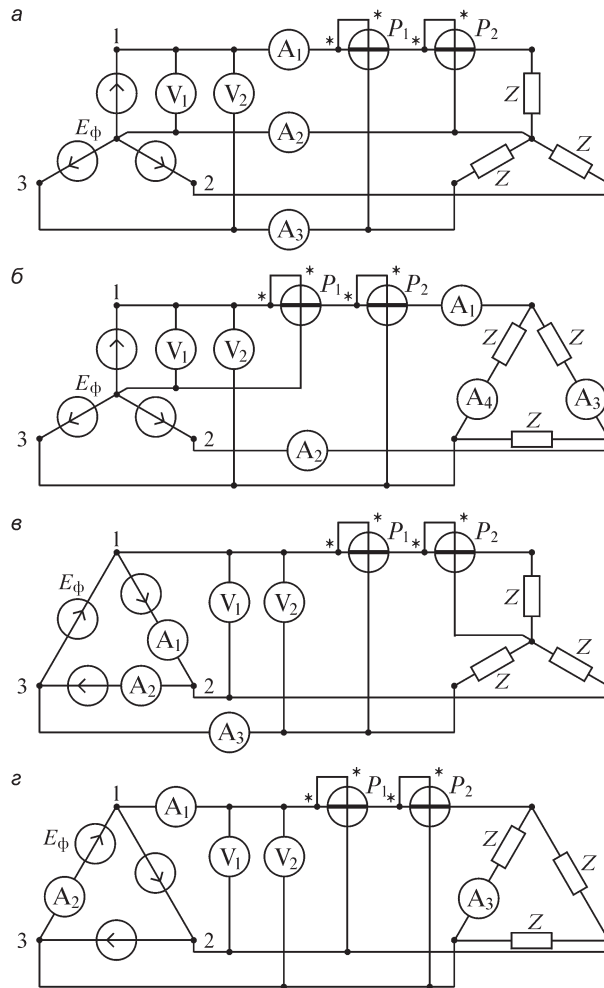 а
1
A₁
* * P₁
* * P₂
V₁ V₂
Z
Eф
A₂
3 2
Z Z
A₃
б
1
* * P₁
* * P₂
A₁
V₁ V₂
Z Z
Eф
A₄ A₃
3 2
Z
A₂
в
1
* * P₁
* * P₂
Eф
V₁ V₂
Z
A₁
Z Z
3 A₂ 2
A₃
г
1
A₁
* * P₁
* * P₂
Eф
V₁ V₂
Z Z
A₂
A₃
3 2
Z